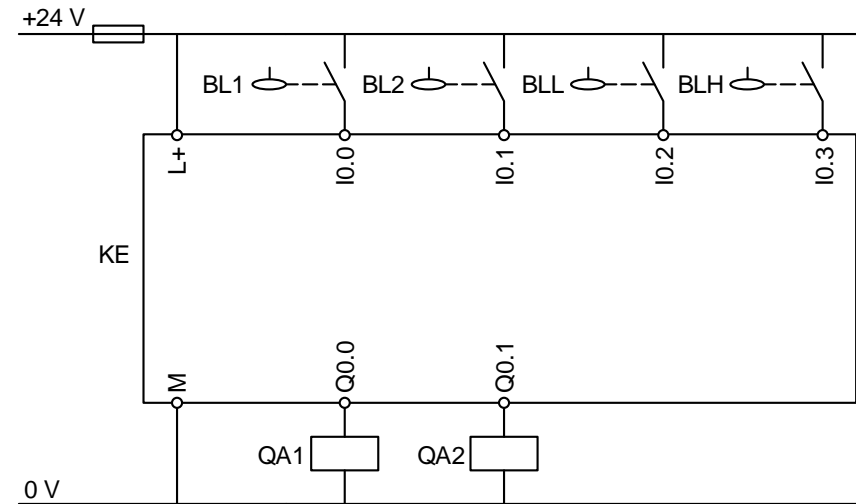 +24 V
BL1 BL2 BLL BLH
L+ I0.0 I0.1 I0.2 I0.3
KE
M Q0.0 Q0.1
QA1 QA2
0 V